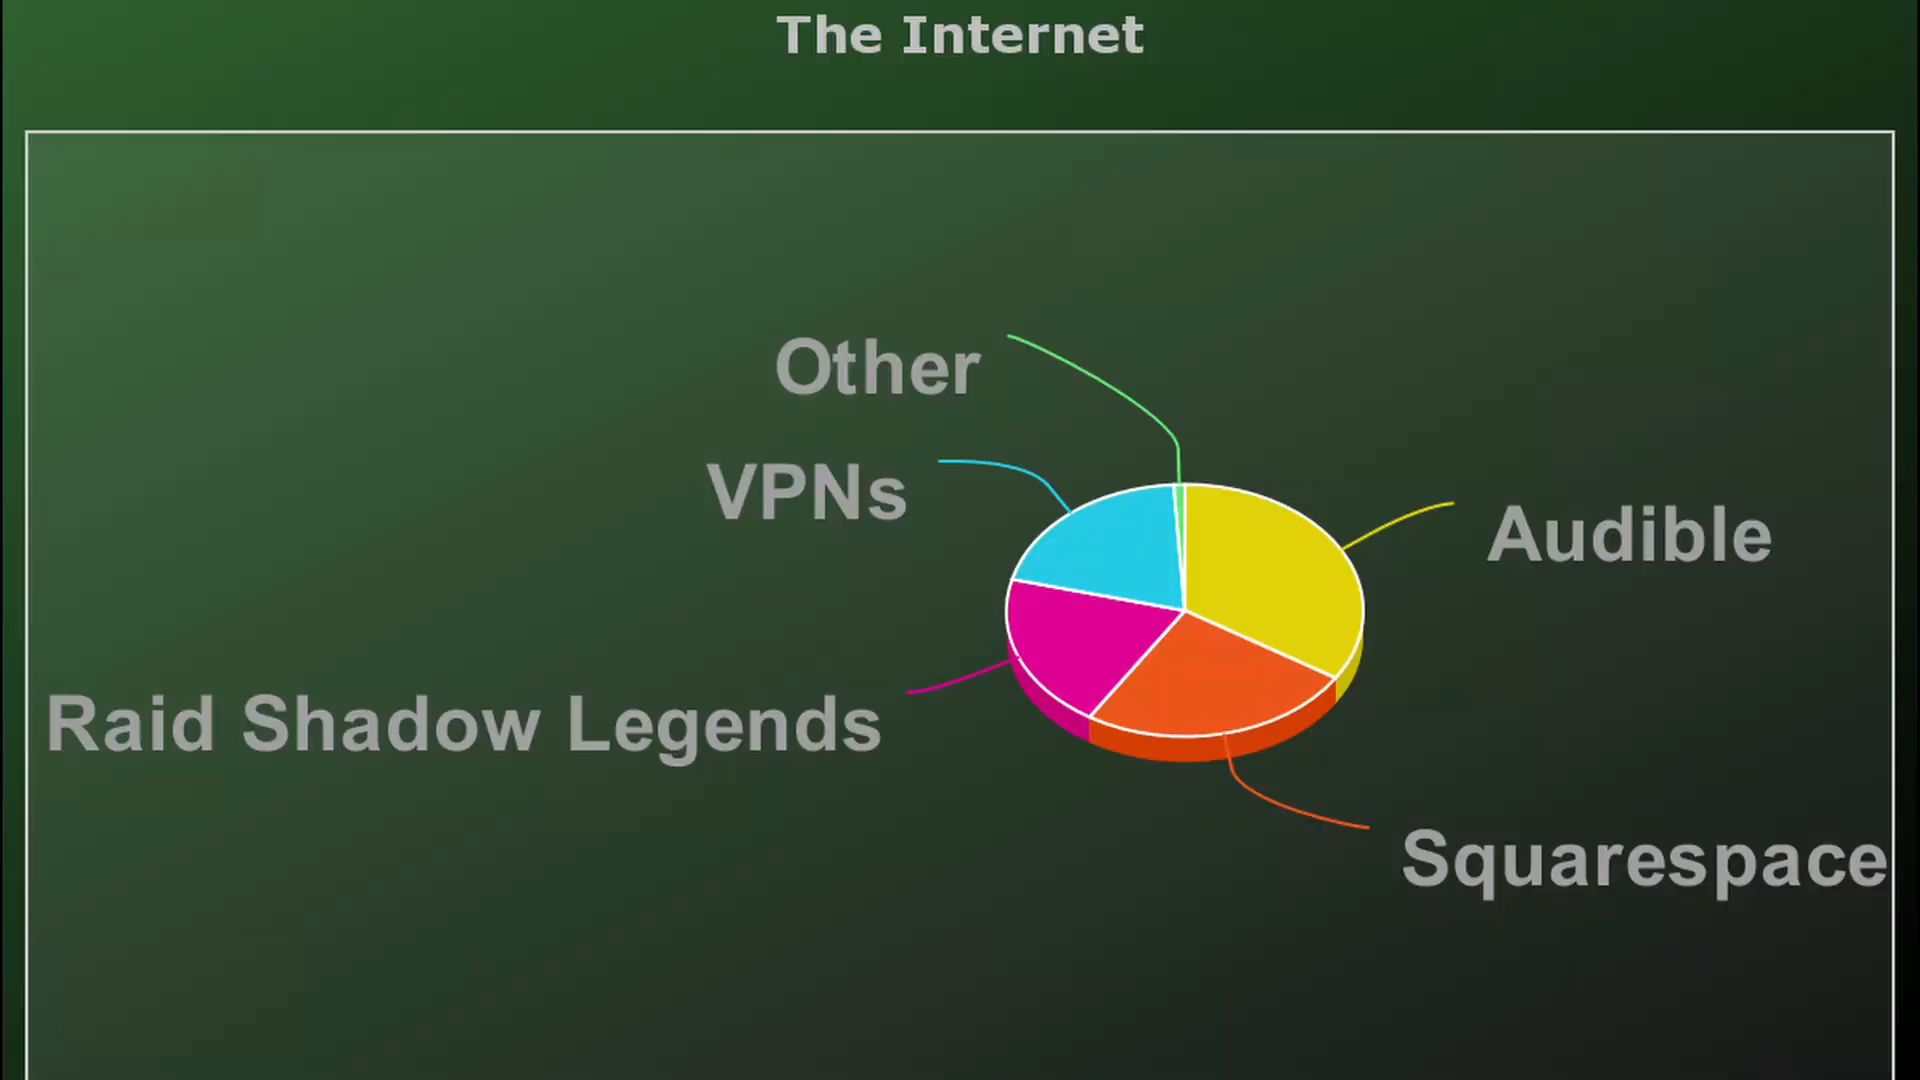 The Internet
Other
VPNs
Audible
Raid Shadow Legends
Squarespace